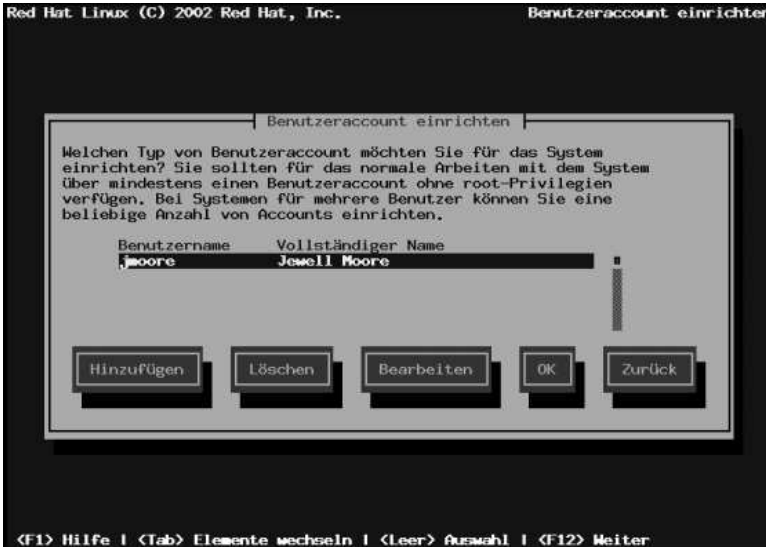 Red Hat Linux (C) 2002 Red Hat, Inc. Benutzeraccount einrichten
Benutzeraccount einrichten
Welchen Typ von Benutzeraccount möchten Sie für das System
einrichten? Sie sollten für das normale Arbeiten mit dem System
über mindestens einen Benutzeraccount ohne root-Privilegien
verfügen. Bei Systemen für mehrere Benutzer können Sie eine
beliebige Anzahl von Accounts einrichten.
Benutzername Vollständiger Name
jmoore Jewell Moore
Hinzufügen Löschen Bearbeiten OK Zurück
<F1> Hilfe | <Tab> Elemente wechseln | <Leer> Auswahl | <F12> Weiter